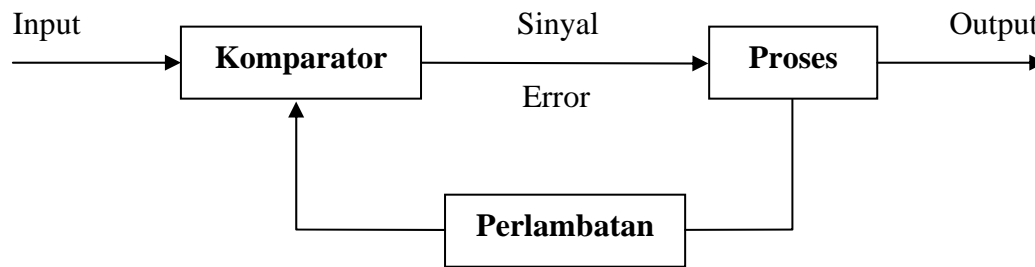 Input
Komparator
Sinyal
Error
Proses
Output
Perlambatan